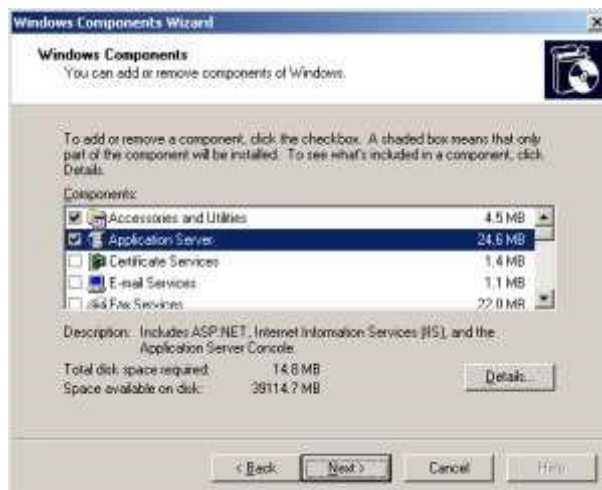 Windows Components Wizard
Windows Components
You can add or remove components of Windows.
To add or remove a component, click the checkbox. A shaded box means that only
part of the component will be installed. To see what's included in a component, click
Details.
Components:
Accessories and Utilities 4.5 MB
Application Server 24.6 MB
Certificate Services 1.4 MB
E-mail Services 1.1 MB
Fax Services 22.0 MB
Description: Includes ASP.NET, Internet Information Services (IIS), and the
Application Server Console.
Total disk space required: 14.8 MB
Space available on disk: 39114.7 MB
Details...
< Back Next > Cancel Help